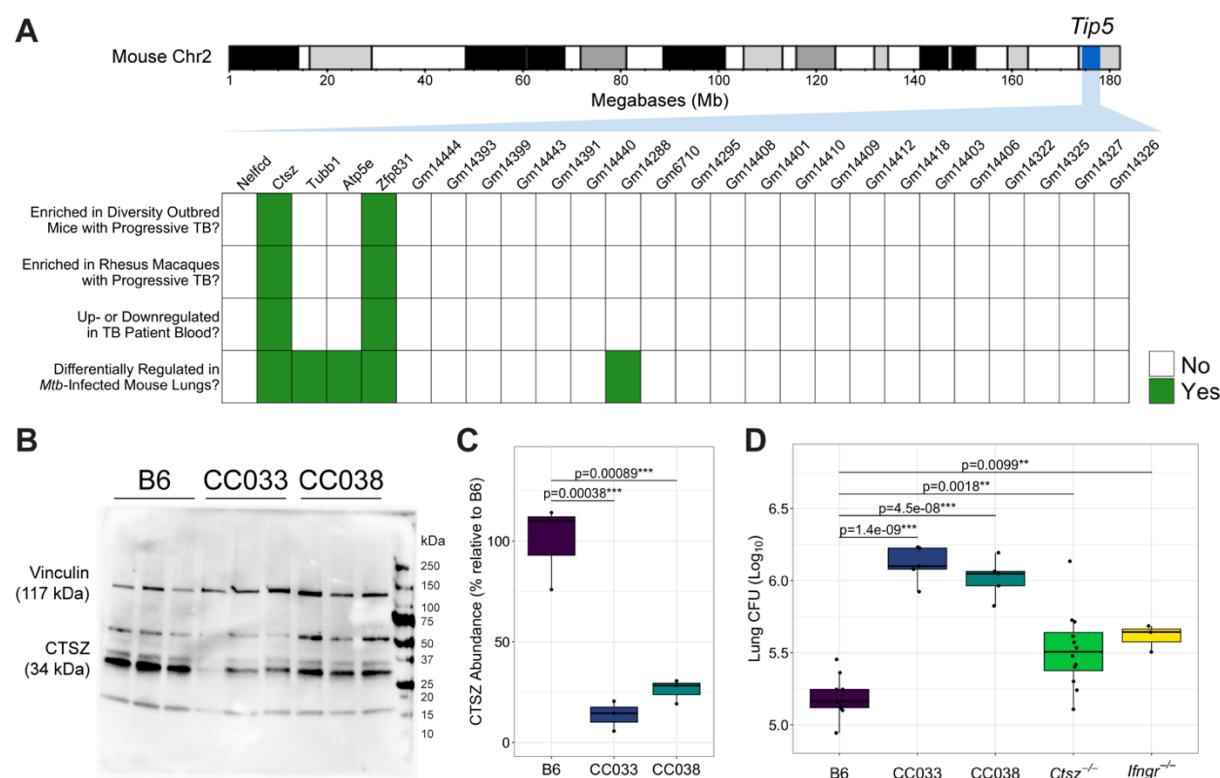 A
Tip5
Mouse Chr2
1 20 40 60 80 100 120 140 160 180
Megabases (Mb)
Nelfcd Ctsz Tubb1 Atp5e Zfp831 Gm14444 Gm14393 Gm14399 Gm14443 Gm14391 Gm14440 Gm14288 Gm6710 Gm14295 Gm14408 Gm14401 Gm14410 Gm14409 Gm14412 Gm14418 Gm14403 Gm14406 Gm14322 Gm14325 Gm14327 Gm14326
Enriched in Diversity Outbred
Mice with Progressive TB?
Enriched in Rhesus Macaques
with Progressive TB?
Up- or Downregulated
in TB Patient Blood?
Differentially Regulated in
Mtb-Infected Mouse Lungs?
No
Yes
B
B6 CC033 CC038
kDa
Vinculin
(117 kDa)
CTSZ
(34 kDa)
250
150
100
75
50
37
25
20
15
10
C
CTSZ Abundance (% relative to B6)
100
50
0
p=0.00089***
p=0.00038***
B6 CC033 CC038
D
Lung CFU (Log10)
6.5
6.0
5.5
5.0
p=0.0099**
p=0.0018**
p=4.5e-08***
p=1.4e-09***
B6 CC033 CC038 Ctsz−/− Ifngr−/−